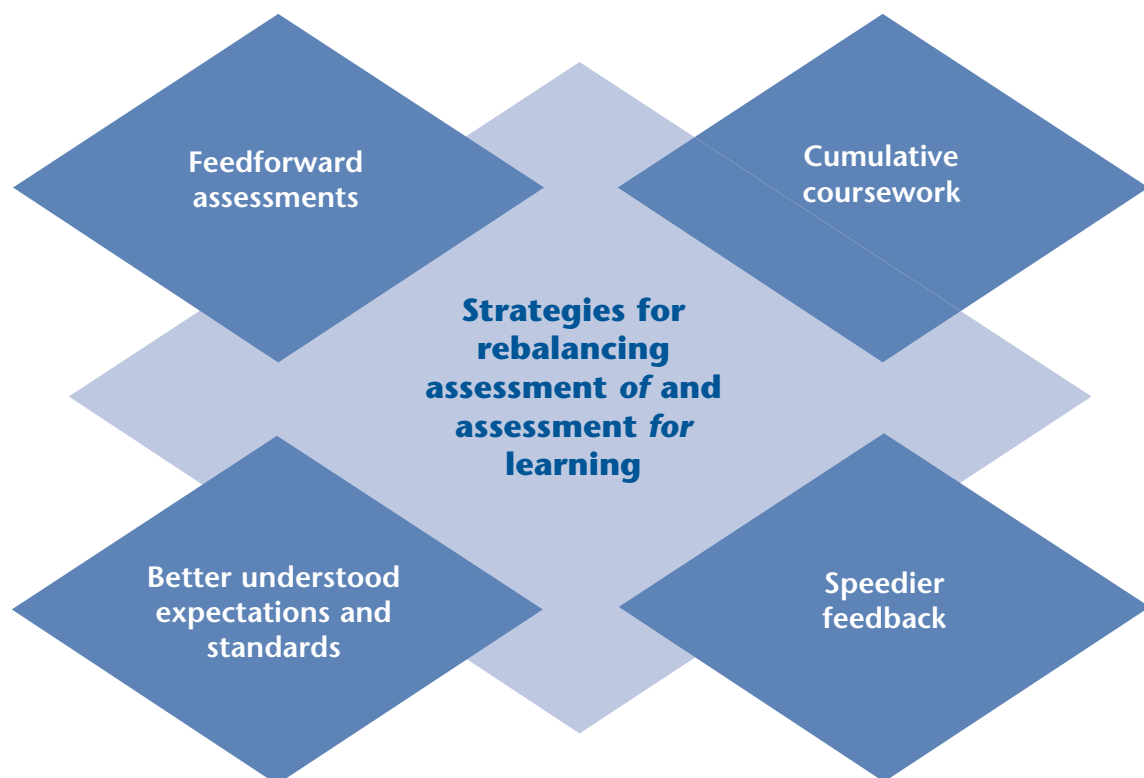 Feedforward
assessments
Cumulative
coursework
Strategies for
rebalancing
assessment of and
assessment for
learning
Better understood
expectations and
standards
Speedier
feedback